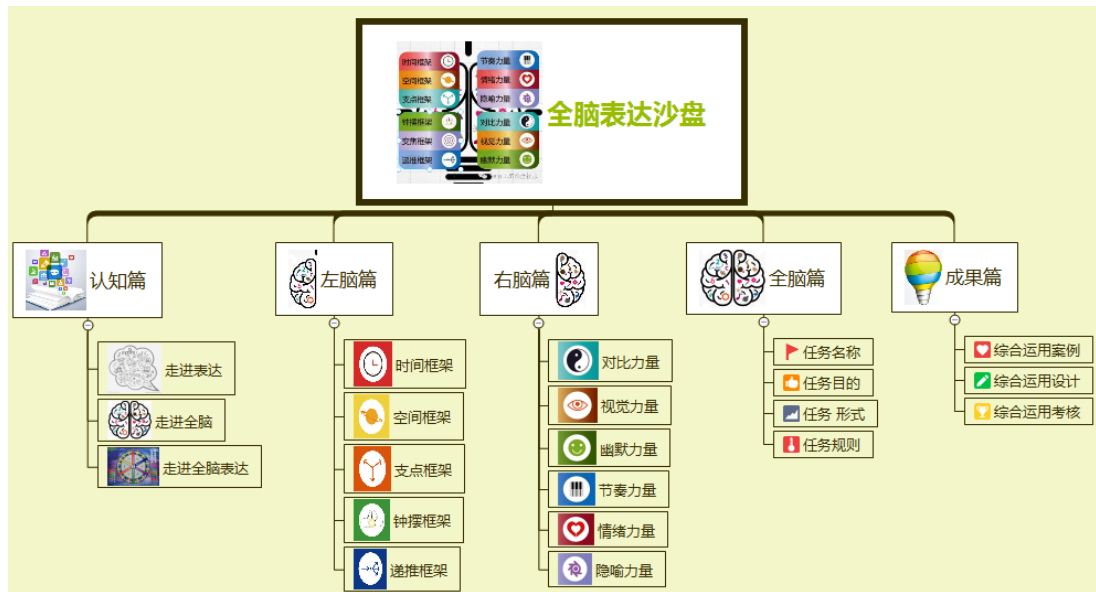 时间框架
节奏力量
空间框架
情绪力量
支点框架
隐喻力量
钟摆框架
对比力量
变焦框架
视觉力量
递推框架
幽默力量
全脑表达沙盘
认知篇
左脑篇
右脑篇
全脑篇
成果篇
走进表达
走进全脑
走进全脑表达
时间框架
空间框架
支点框架
钟摆框架
递推框架
对比力量
视觉力量
幽默力量
节奏力量
情绪力量
隐喻力量
任务名称
任务目的
任务 形式
任务规则
综合运用案例
综合运用设计
综合运用考核